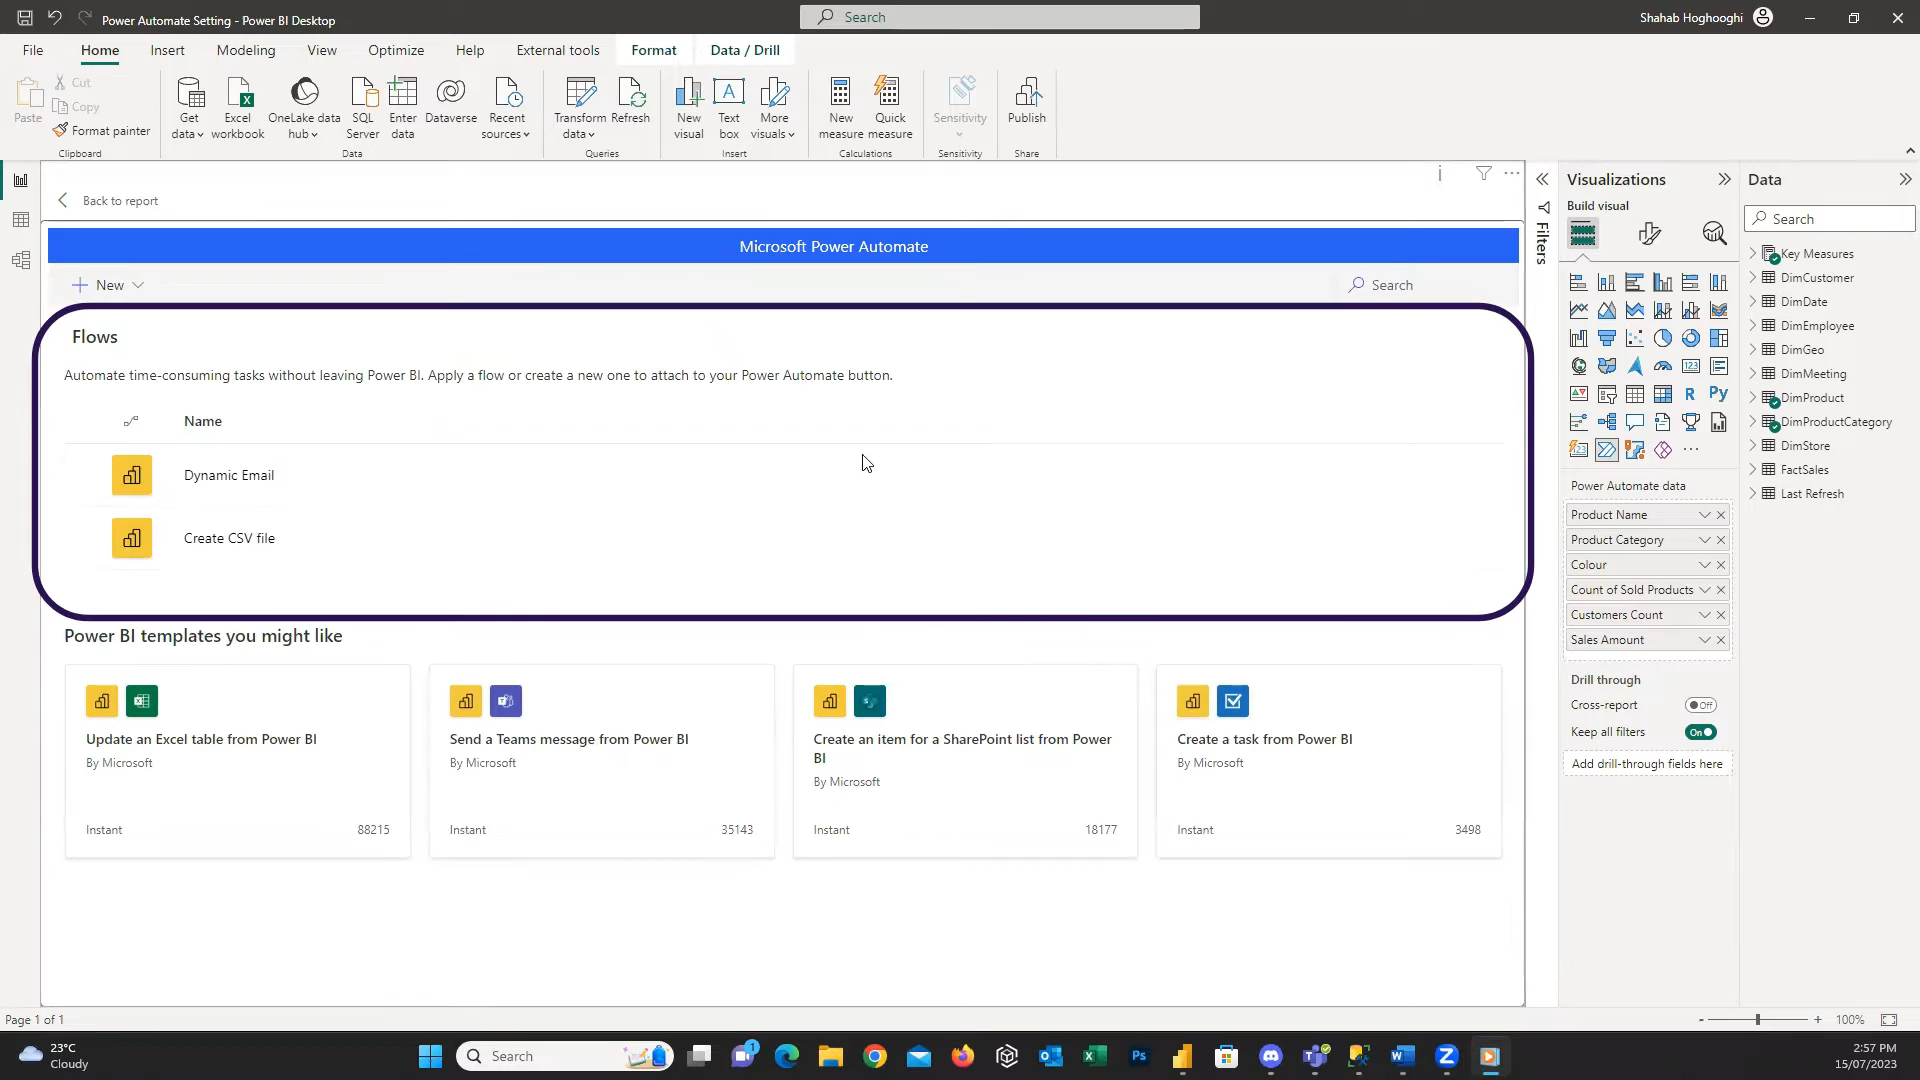 Power Automate Setting - Power BI Desktop
Search
Shahab Hoghooghi
File
Home
Insert
Modeling
View
Optimize
Help
External tools
Format
Data / Drill
Paste
Cut
Copy
Format painter
Clipboard
Get data
Excel workbook
OneLake data hub
SQL Server
Enter data
Dataverse
Recent sources
Data
Transform data
Refresh
Queries
New visual
Text box
More visuals
Insert
New measure
Quick measure
Calculations
Sensitivity
Sensitivity
Publish
Share
Back to report
Microsoft Power Automate
New
Search
Flows
Automate time-consuming tasks without leaving Power BI. Apply a flow or create a new one to attach to your Power Automate button.
Name
Dynamic Email
Create CSV file
Power BI templates you might like
Update an Excel table from Power BI
By Microsoft
Instant
88215
Send a Teams message from Power BI
By Microsoft
Instant
35143
Create an item for a SharePoint list from Power
BI
By Microsoft
Instant
18177
Create a task from Power BI
By Microsoft
Instant
3498
Filters
Visualizations
Build visual
123
R
Py
Power Automate data
Product Name
Product Category
Colour
Count of Sold Products
Customers Count
Sales Amount
Drill through
Cross-report
Off
Keep all filters
On
Add drill-through fields here
Data
Search
Key Measures
DimCustomer
DimDate
DimEmployee
DimGeo
DimMeeting
DimProduct
DimProductCategory
DimStore
FactSales
Last Refresh
Page 1 of 1
- + 100%
23°C
Cloudy
Search
2:57 PM
15/07/2023